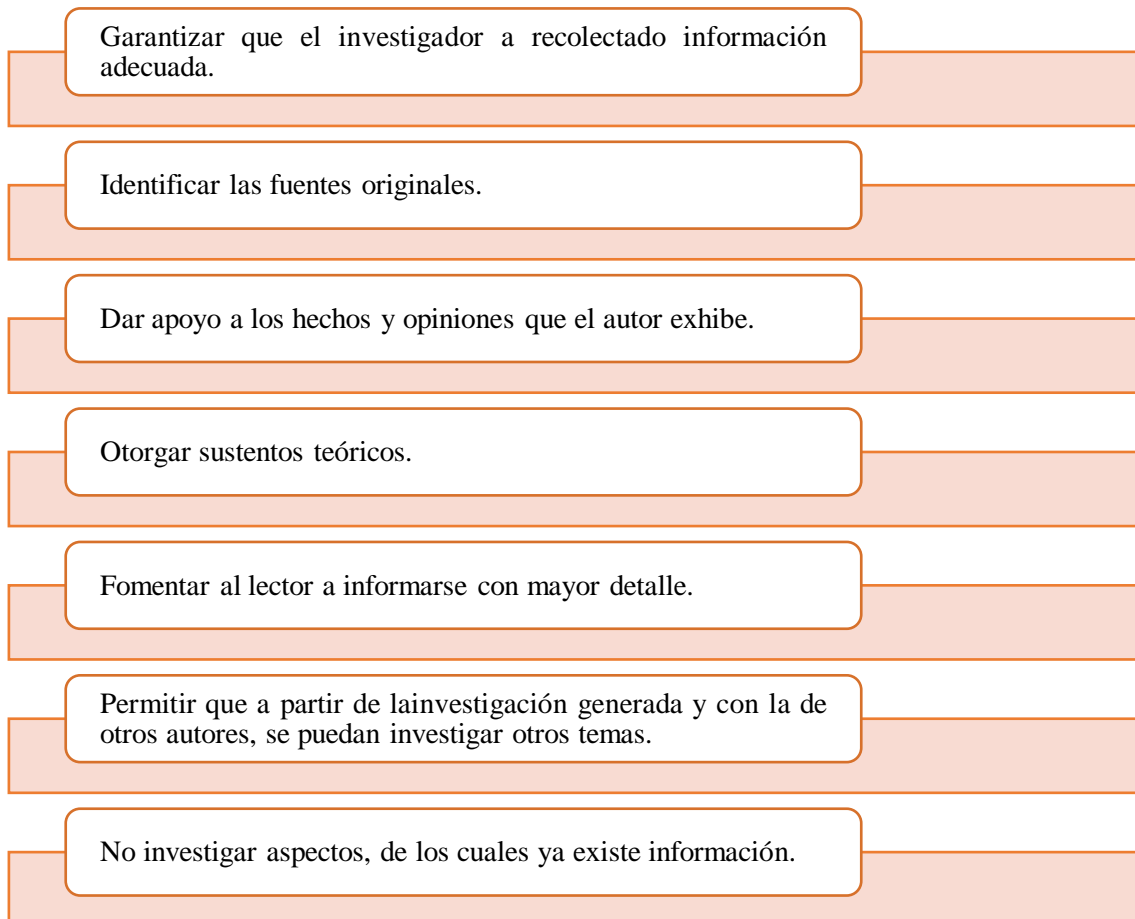 Garantizar que el investigador a recolectado información
adecuada.
Identificar las fuentes originales.
Dar apoyo a los hechos y opiniones que el autor exhibe.
Otorgar sustentos teóricos.
Fomentar al lector a informarse con mayor detalle.
Permitir que a partir de lainvestigación generada y con la de
otros autores, se puedan investigar otros temas.
No investigar aspectos, de los cuales ya existe información.